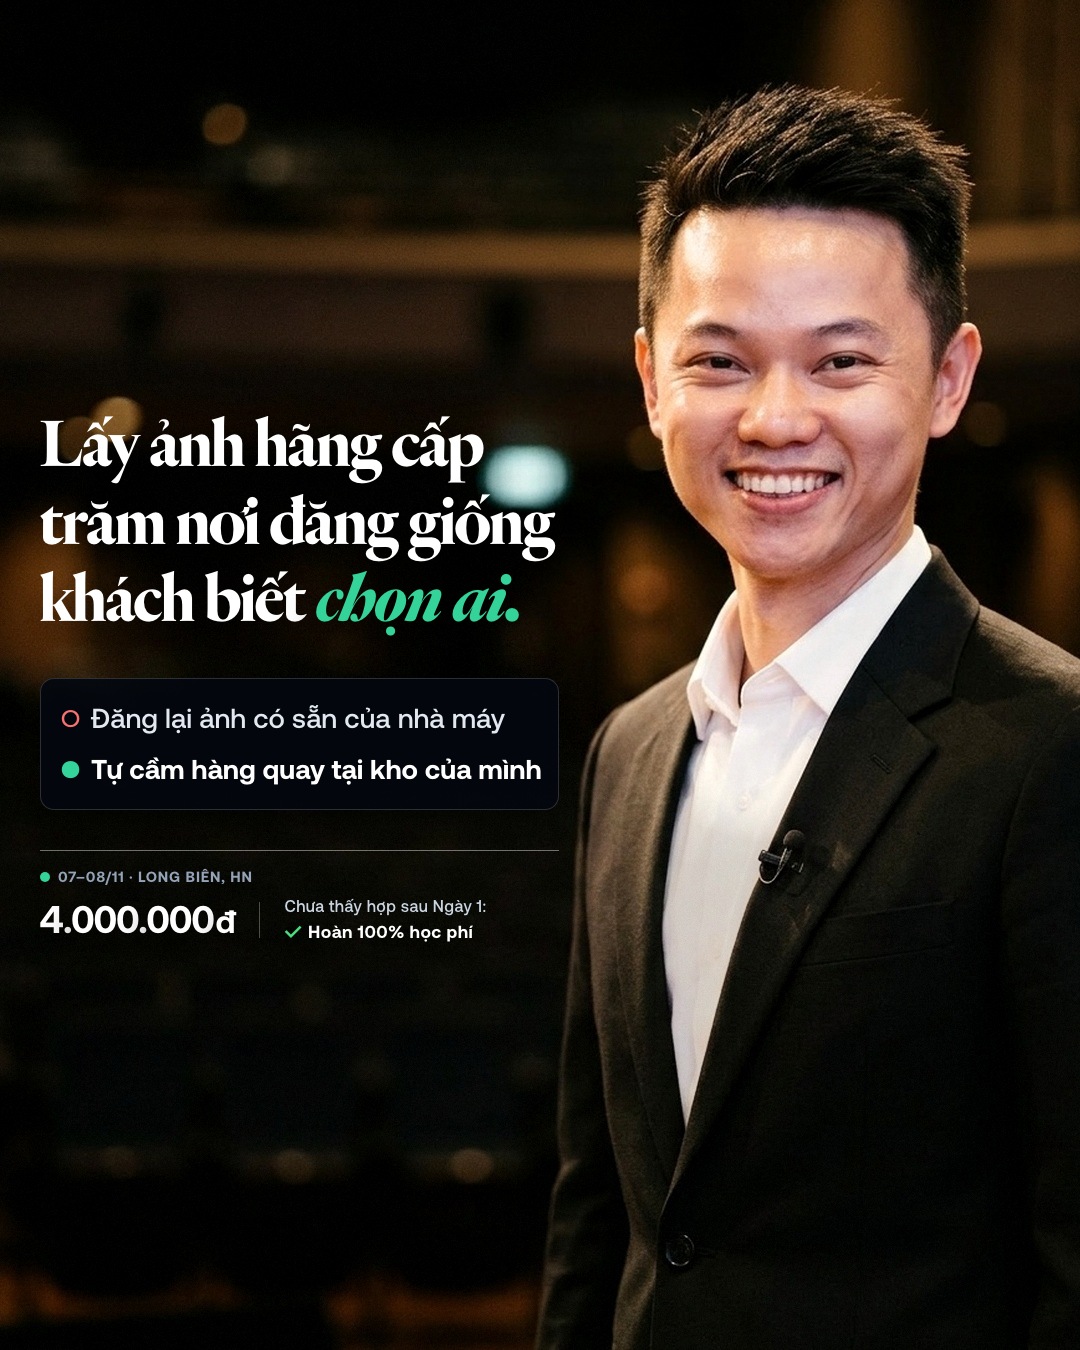 Lấy ảnh hãng cấp
trăm nơi đăng giống
khách biết chọn ai.
Đăng lại ảnh có sẵn của nhà máy
Tự cầm hàng quay tại kho của mình
07–08/11 · LONG BIÊN, HN
4.000.000đ
Chưa thấy hợp sau Ngày 1:
Hoàn 100% học phí